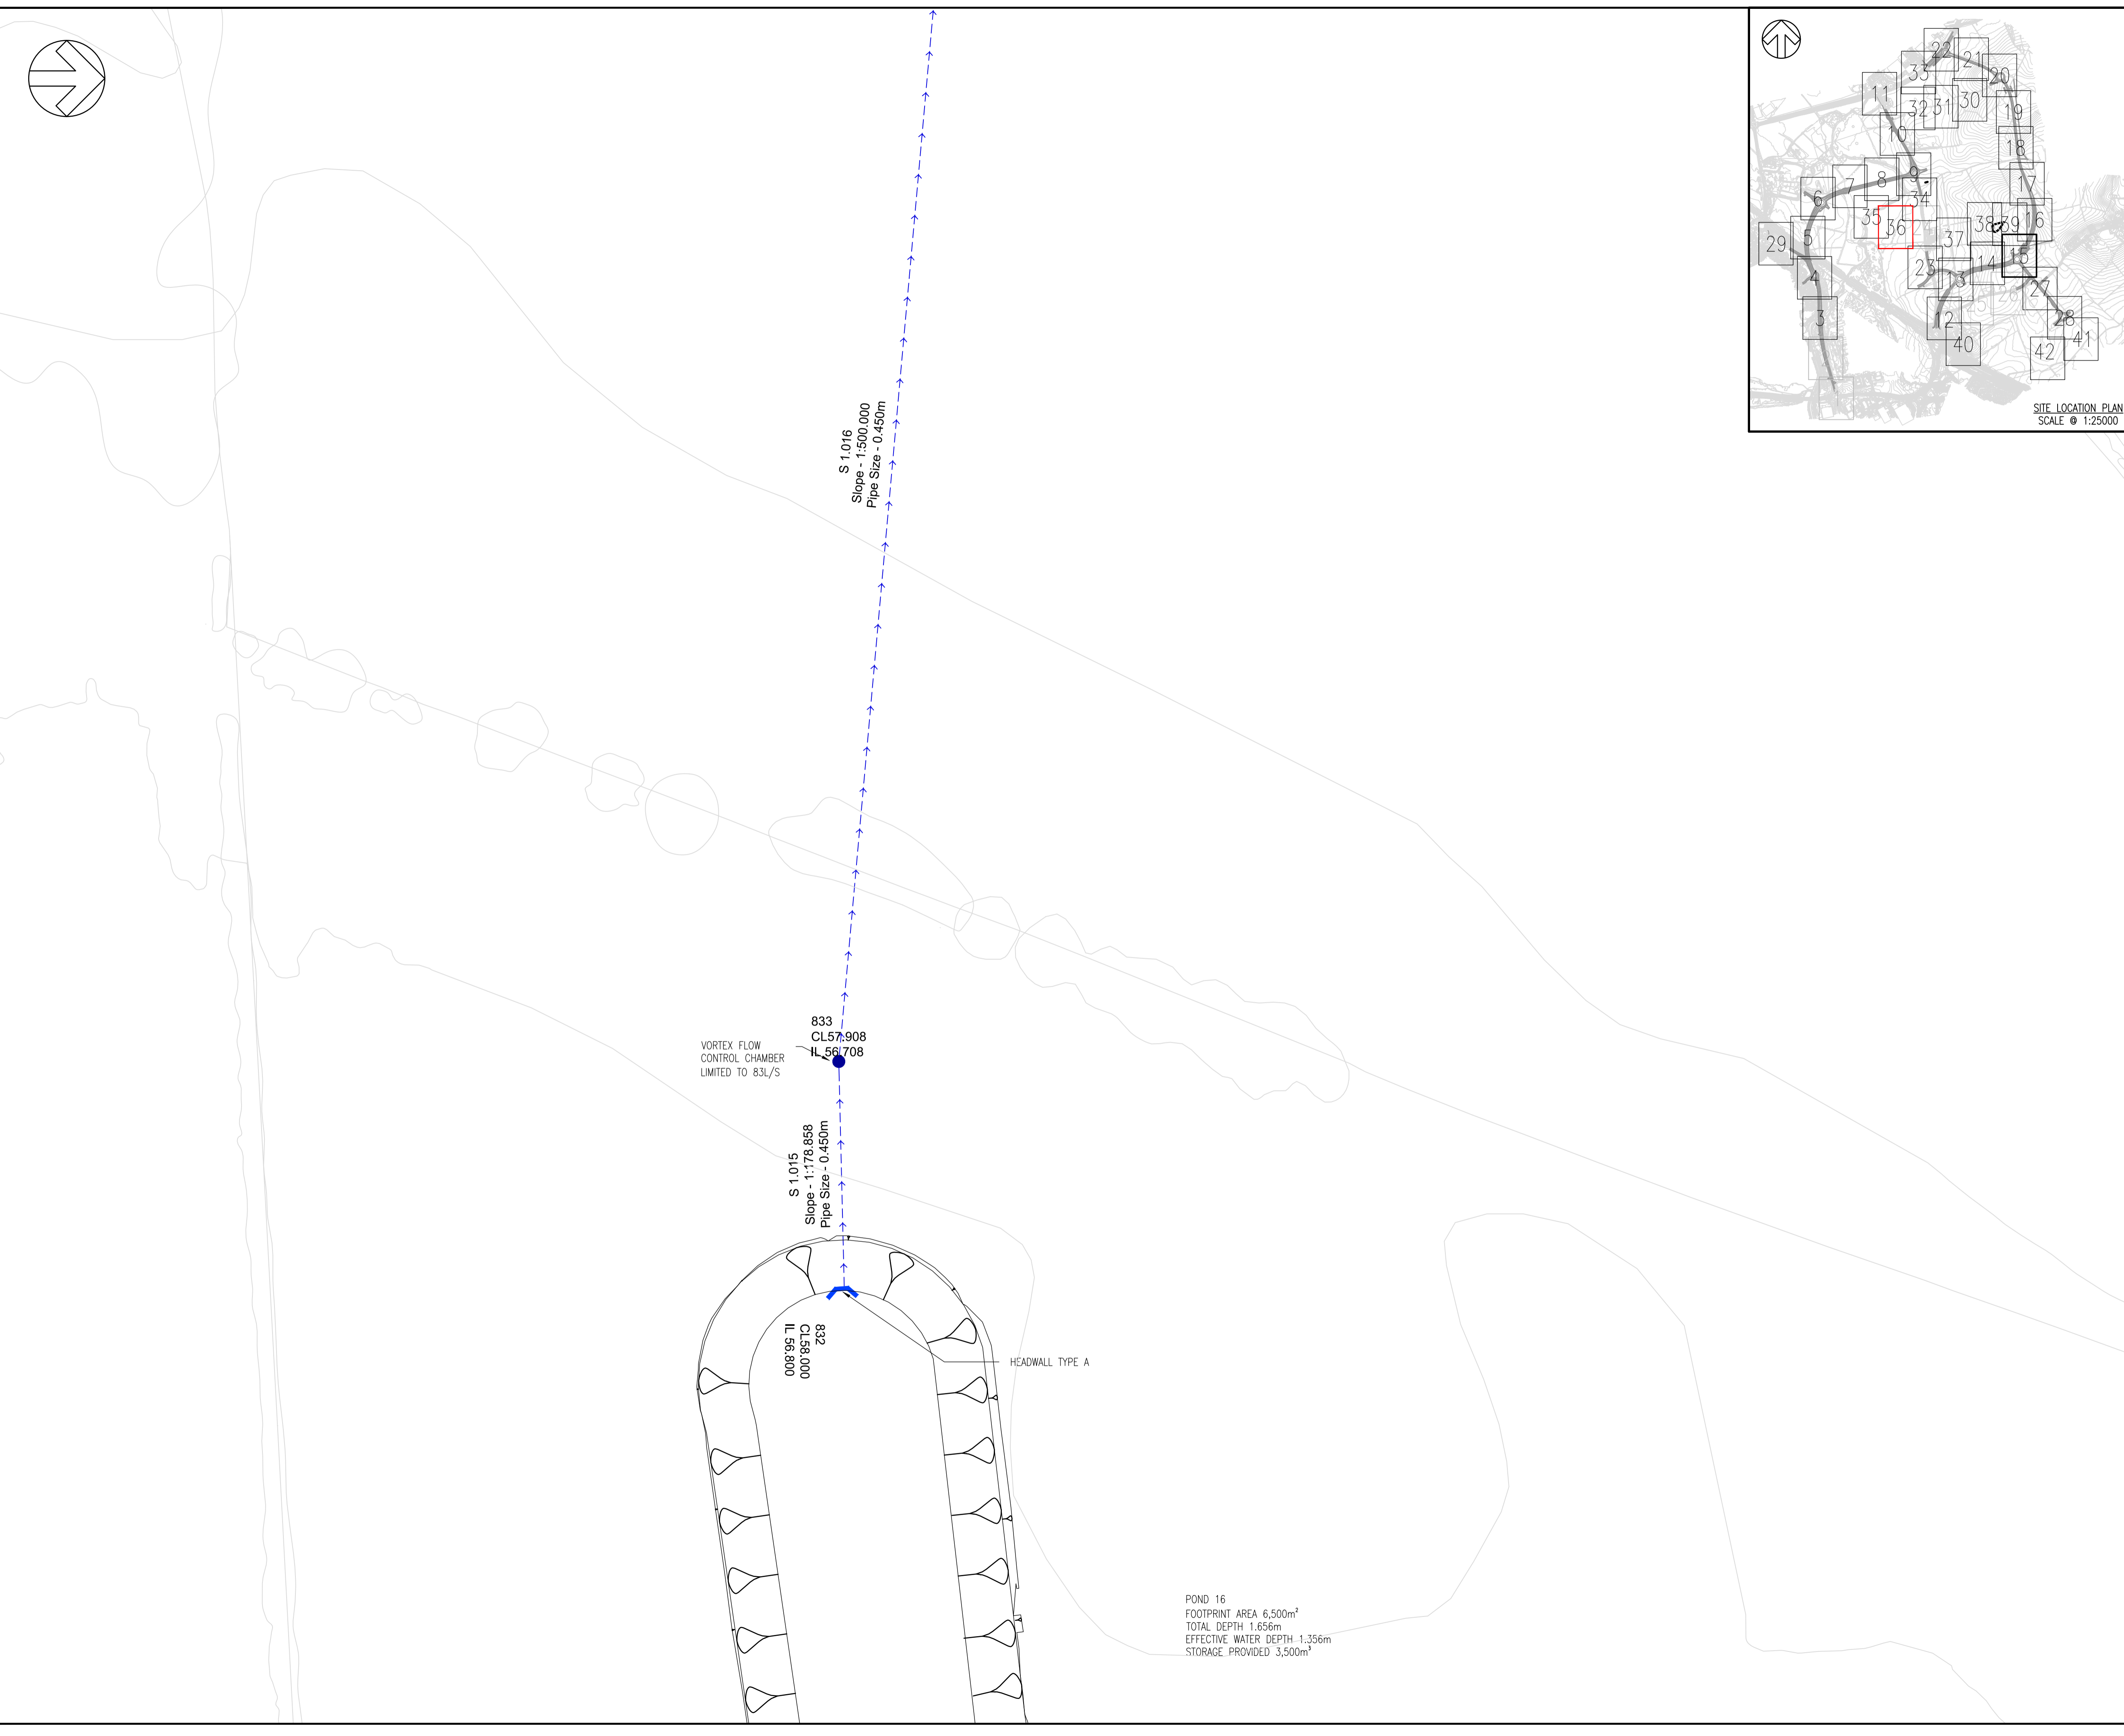 22
21
33
20
11
32
31
30
19
10
18
9
8
7
17
6
34
35
36
38
39
16
37
5
29
15
14
23
13
4
27
26
3
12
28
40
41
42
SITE LOCATION PLAN
SCALE @ 1:25000
S 1.016
Slope - 1:500.000
Pipe Size - 0.450m
833
CL57.908
IL 56.708
VORTEX FLOW
CONTROL CHAMBER
LIMITED TO 83L/S
S 1.015
Slope - 1:178.858
Pipe Size - 0.450m
832
CL58.000
IL 56.800
HEADWALL TYPE A
POND 16
FOOTPRINT AREA 6,500m²
TOTAL DEPTH 1.656m
EFFECTIVE WATER DEPTH 1.356m
STORAGE PROVIDED 3,500m³